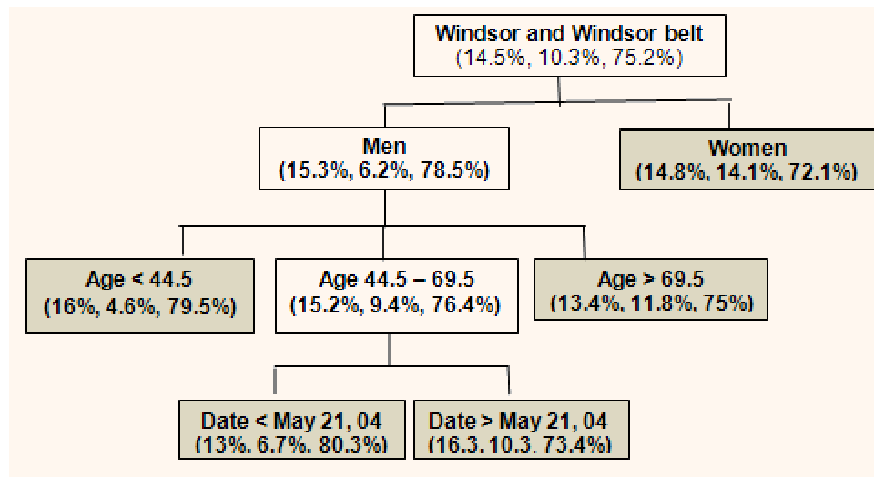 Windsor and Windsor belt
(14.5%, 10.3%, 75.2%)
Men
(15.3%, 6.2%, 78.5%)
Women
(14.8%, 14.1%, 72.1%)
Age < 44.5
(16%, 4.6%, 79.5%)
Age 44.5 – 69.5
(15.2%, 9.4%, 76.4%)
Age > 69.5
(13.4%, 11.8%, 75%)
Date < May 21, 04
(13%, 6.7%, 80.3%)
Date > May 21, 04
(16.3, 10.3, 73.4%)